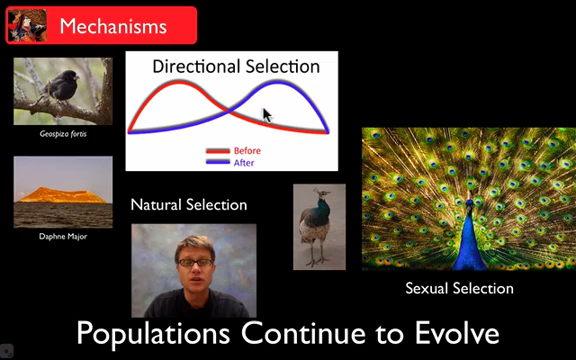 Mechanisms
Directional Selection
Geospiza fortis
Before
After
Natural Selection
Daphne Major
Sexual Selection
Populations Continue to Evolve